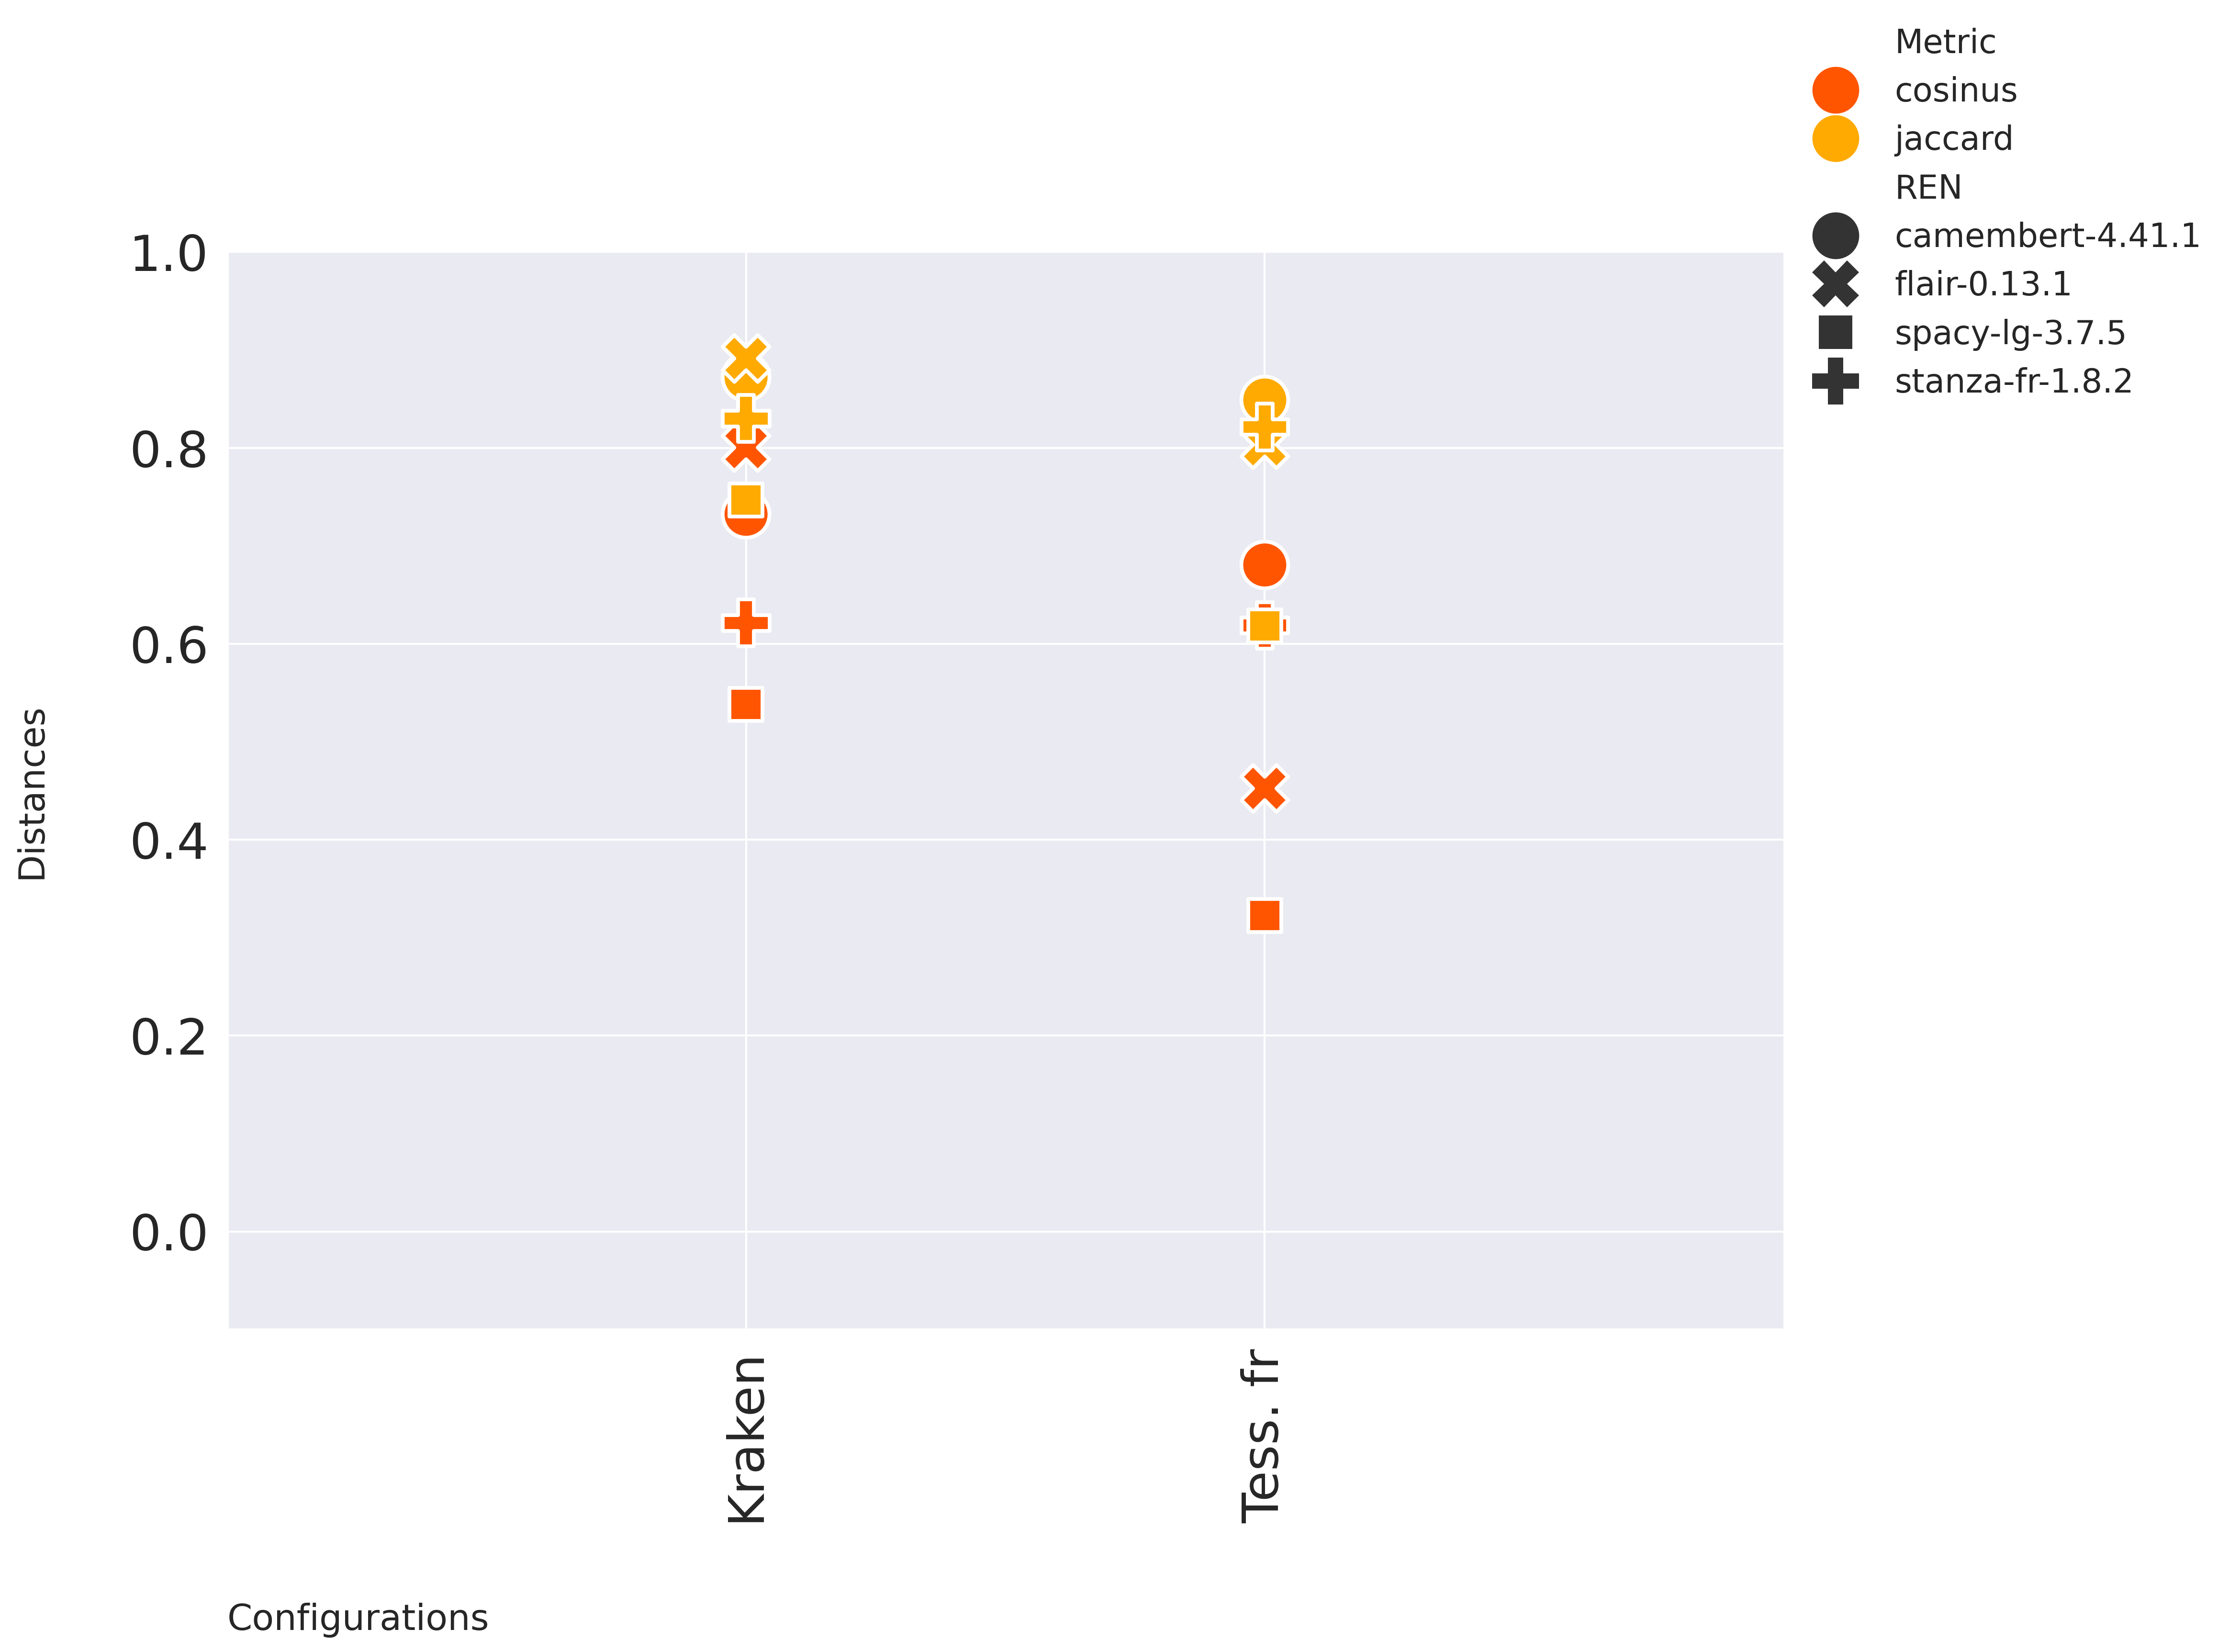 Metric
cosinus
jaccard
REN
camembert-4.41.1
flair-0.13.1
spacy-lg-3.7.5
stanza-fr-1.8.2
1.0
0.8
0.6
0.4
0.2
0.0
Distances
Kraken
Tess. fr
Configurations